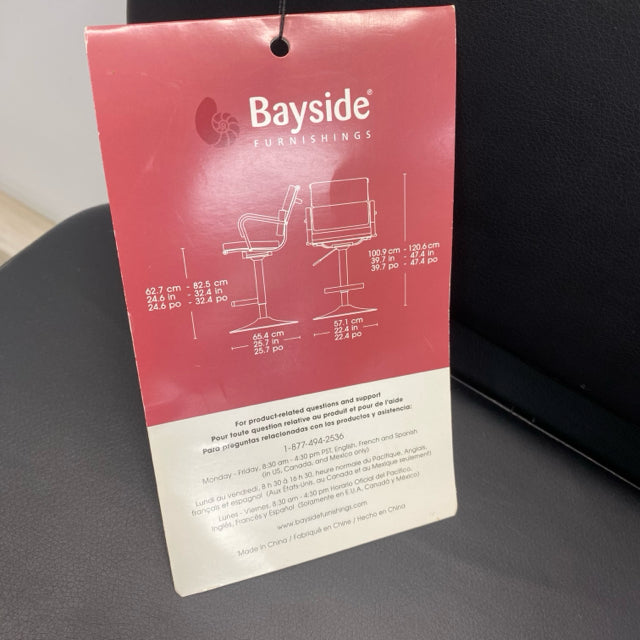 Bayside®
FURNISHINGS
62.7 cm - 82.5 cm
24.6 in - 32.4 in
24.6 po - 32.4 po
100.9 cm - 120.6 cm
39.7 in - 47.4 in
39.7 po - 47.4 po
65.4 cm
25.7 in
25.7 po
57.1 cm
22.4 in
22.4 po
For product-related questions and support
Pour toute question relative au produit et pour de l'aide
Para preguntas relacionadas con los productos y asistencia:
1-877-494-2536
Monday - Friday, 8:30 am - 4:30 pm PST, English, French and Spanish
(in US, Canada, and Mexico only)
Lundi au vendredi, 8 h 30 à 16 h 30, heure normale du Pacifique, Anglais,
français et espagnol (Aux États-Unis, au Canada et au Mexique seulement)
Lunes - Viernes, 8:30 am - 4:30 pm Horario Oficial del Pacífico,
Inglés, Francés y Español (Solamente en E.U.A, Canadá y México)
www.baysidefurnishings.com
Made in China / Fabriqué en Chine / Hecho en China